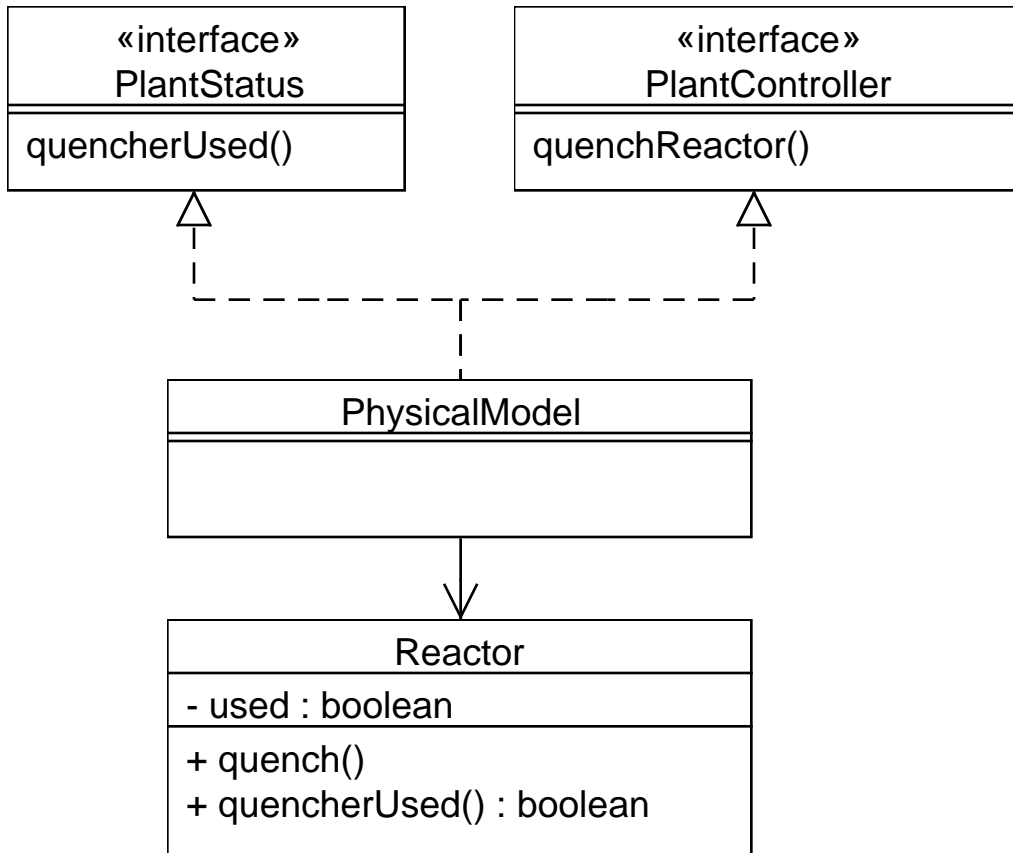 «interface»
PlantStatus
quencherUsed()
«interface»
PlantController
quenchReactor()
PhysicalModel
Reactor
- used : boolean
+ quench()
+ quencherUsed() : boolean